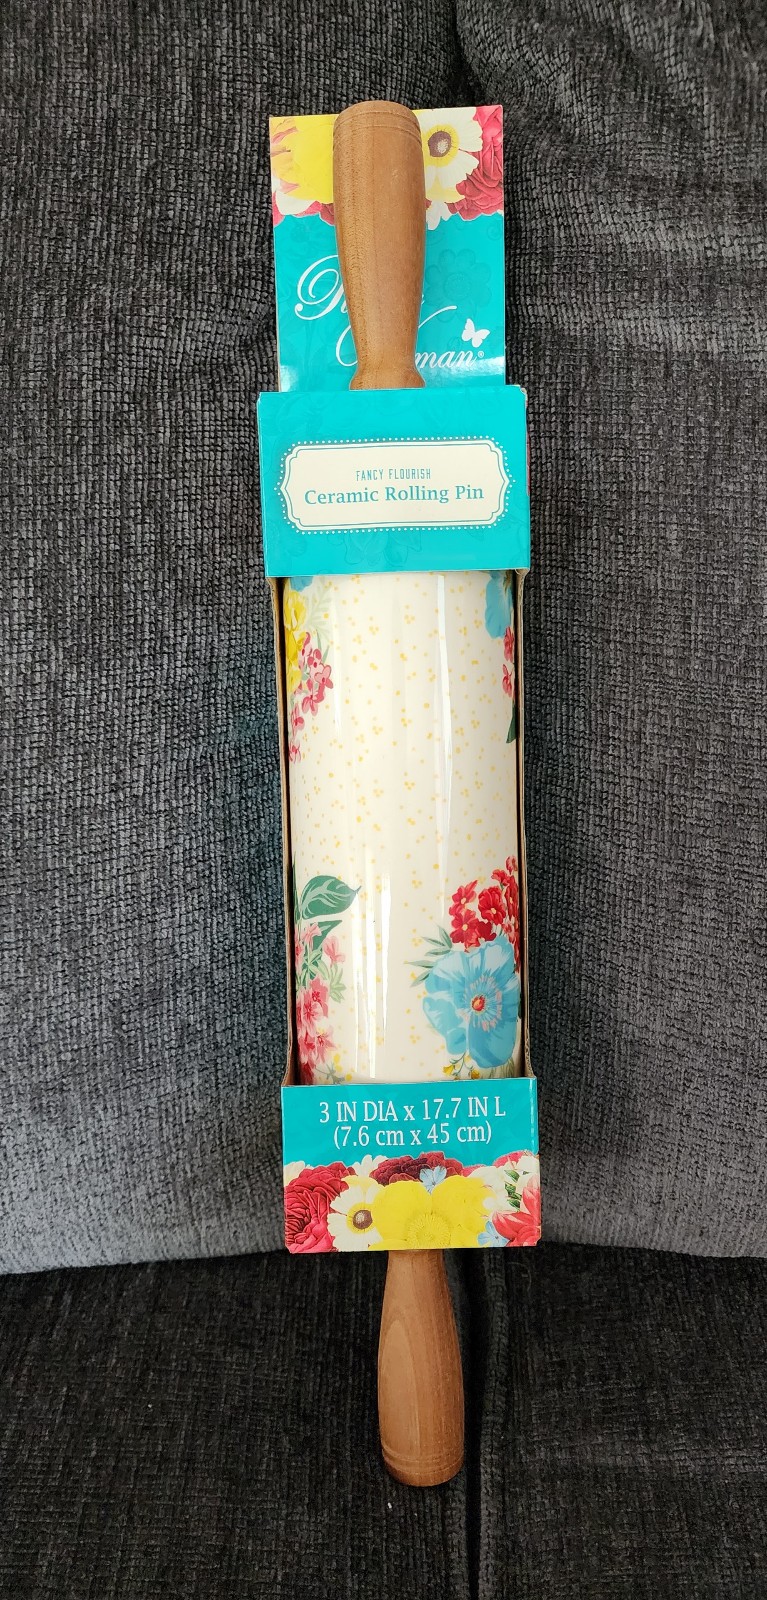 FANCY FLOURISH
Ceramic Rolling Pin
3 IN DIA x 17.7 IN L
(7.6 cm x 45 cm)